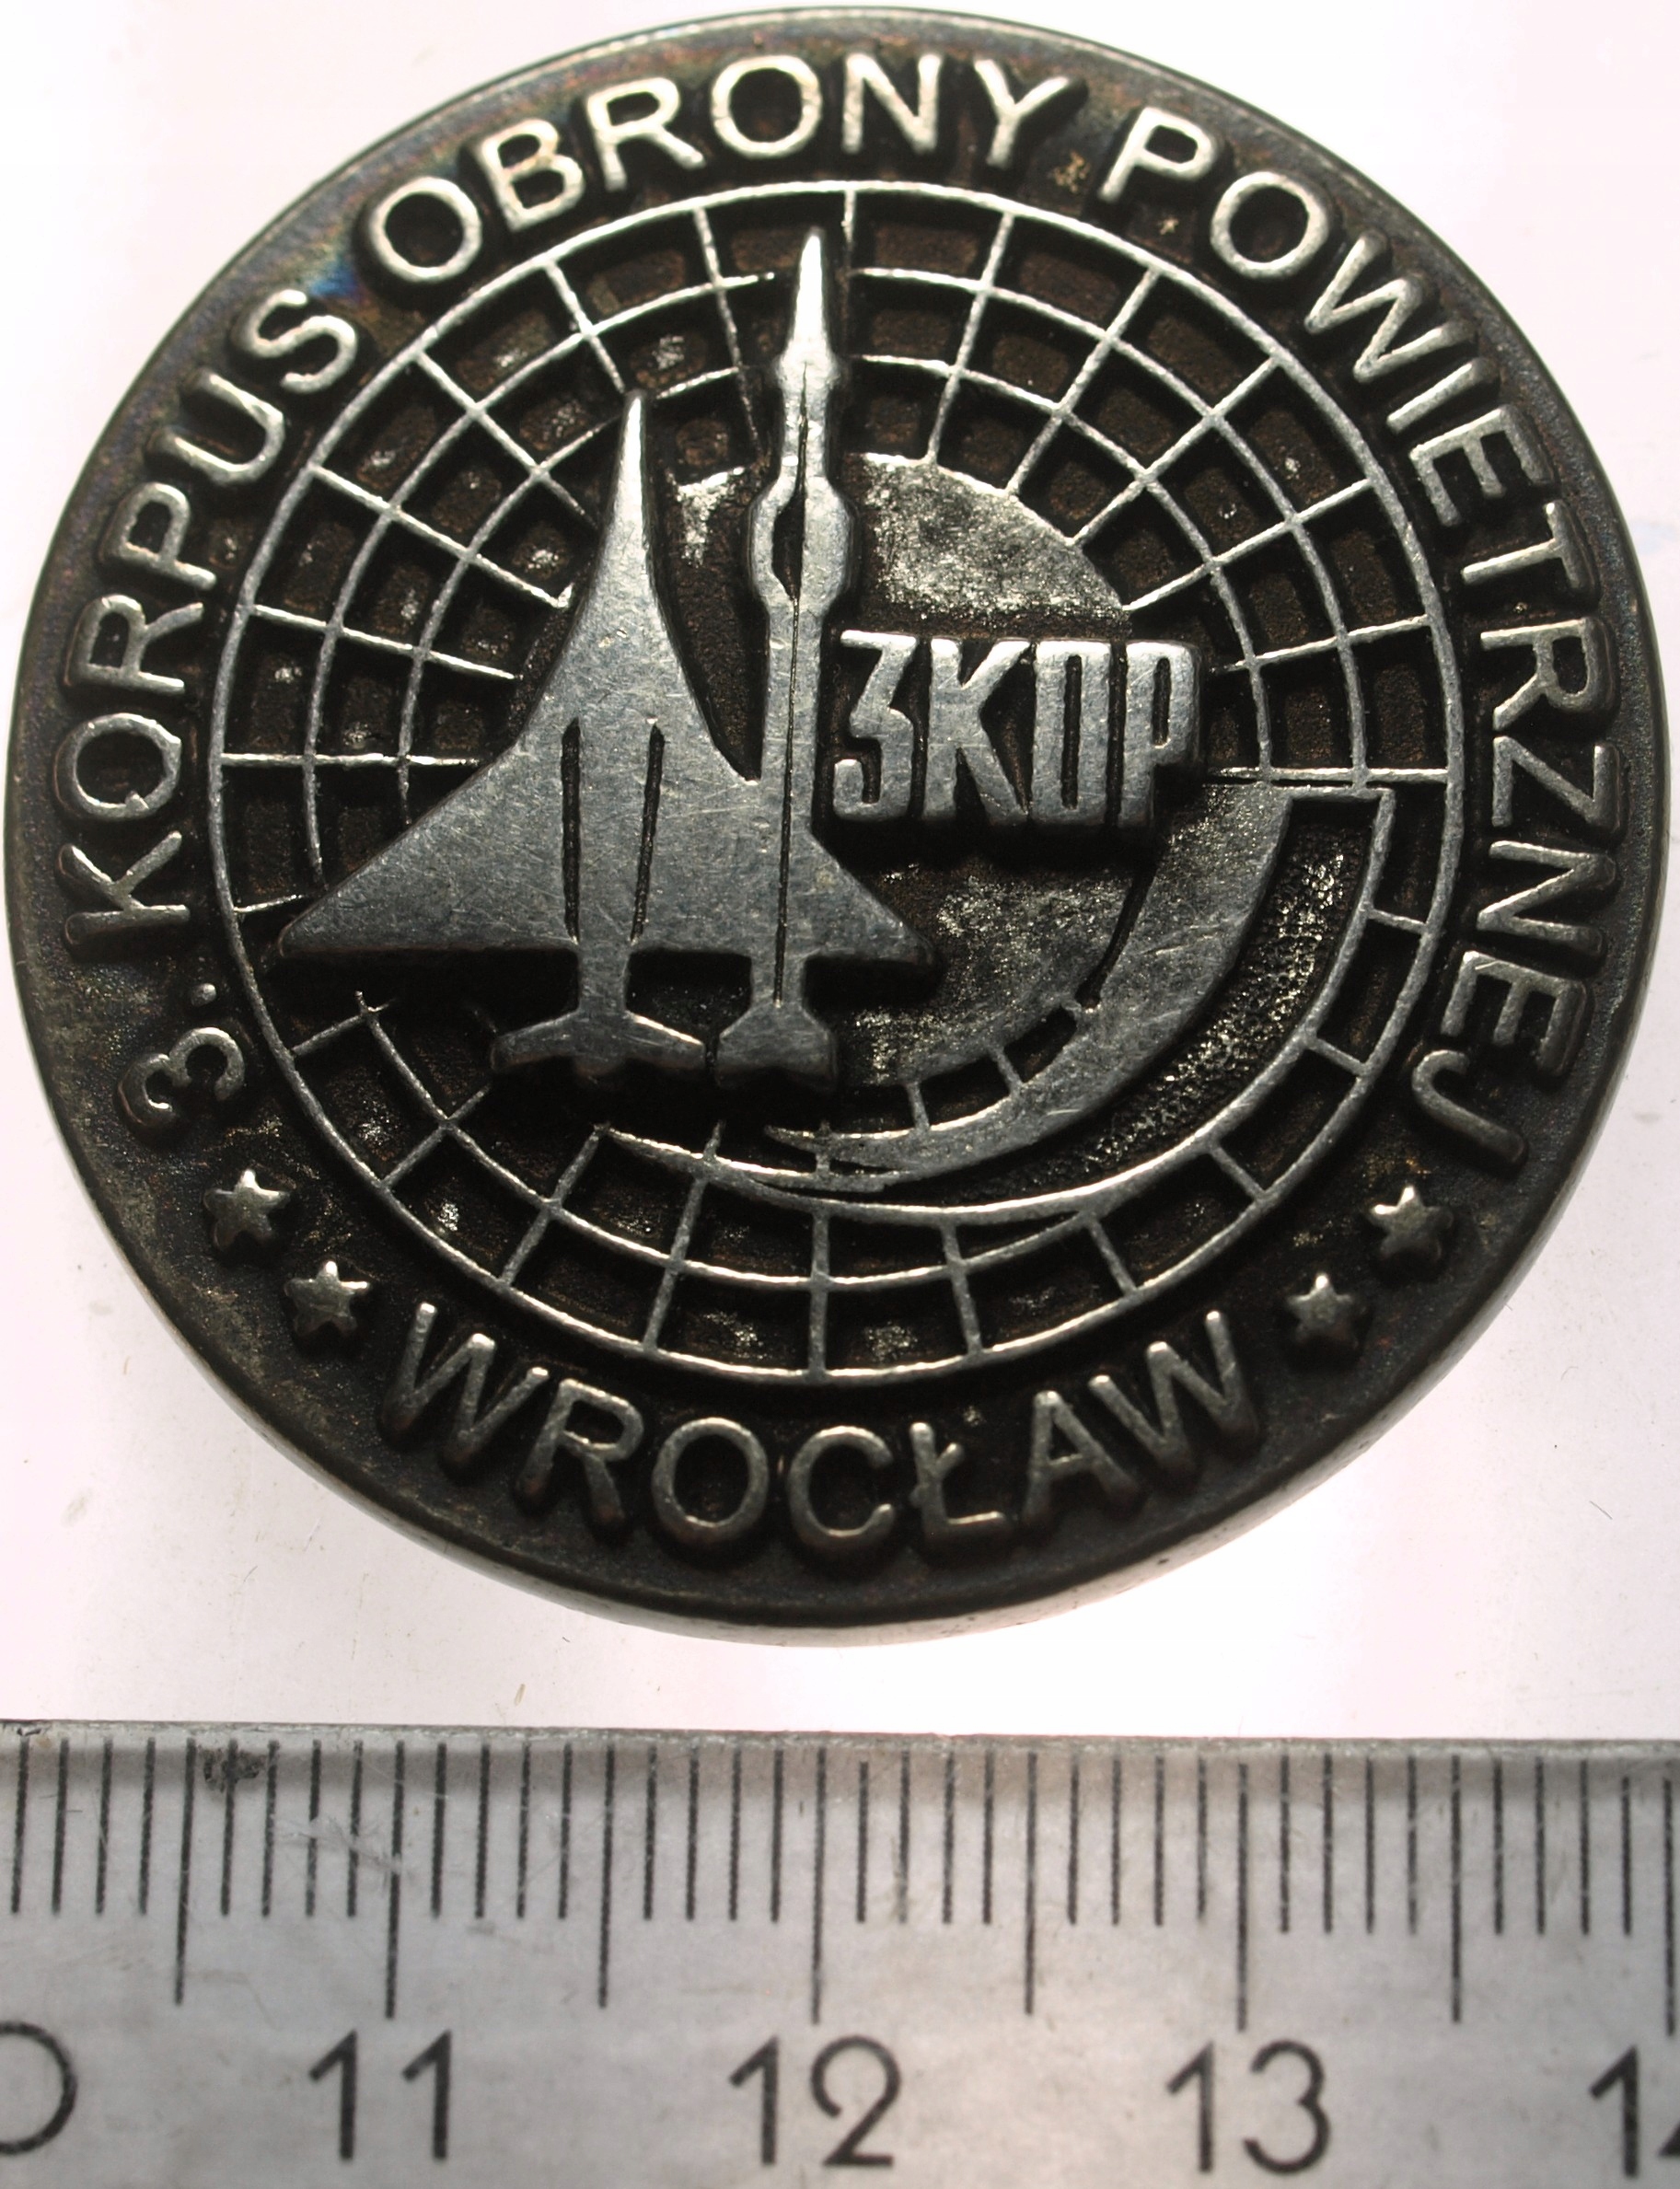 3. KORPUS OBRONY POWIETRZNEJ
3KOP
WROCŁAW
11 12 13